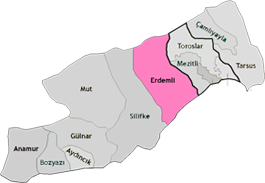 Çamlıyayla
Toroslar
Mezitli
Tarsus
Erdemli
Mut
Silifke
Gülnar
Anamur
Aydıncık
Bozyazı